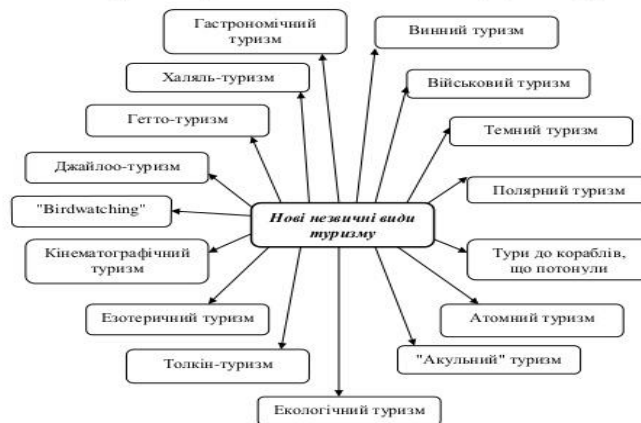 Гастрономічний
туризм
Винний туризм
Халяль-туризм
Військовий туризм
Гетто-туризм
Темний туризм
Джайлоо-туризм
Полярний туризм
"Birdwatching"
Нові незвичні види
туризму
Кінематографічний
туризм
Тури до кораблів,
що потонули
Езотеричний туризм
Атомний туризм
Толкін-туризм
"Акульний" туризм
Екологічний туризм